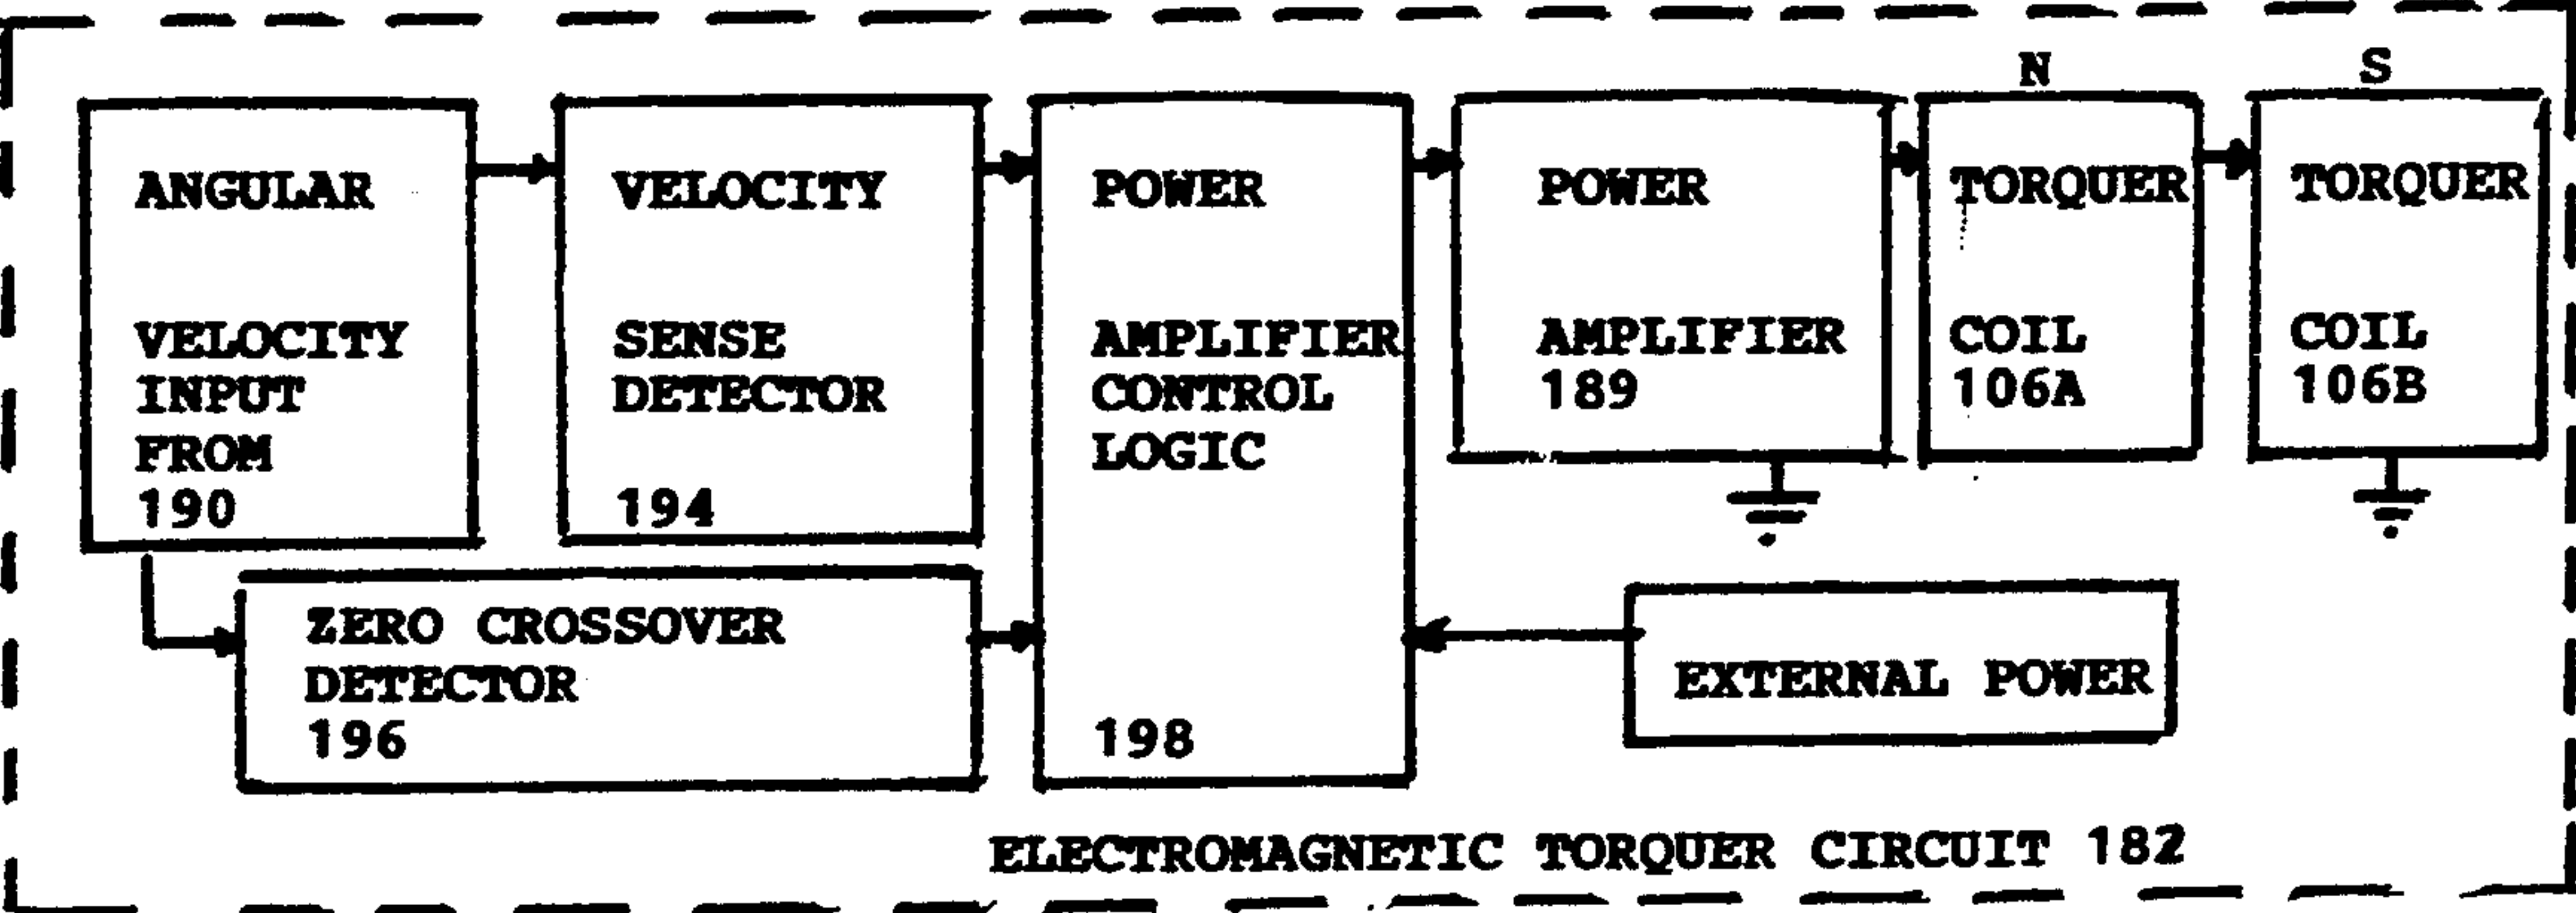 N
S
ANGULAR
VELOCITY
INPUT
FROM
190
VELOCITY
SENSE
DETECTOR
194
POWER
AMPLIFIER
CONTROL
LOGIC
198
POWER
AMPLIFIER
189
TORQUER
COIL
106A
TORQUER
COIL
106B
ZERO CROSSOVER
DETECTOR
196
EXTERNAL POWER
ELECTROMAGNETIC TORQUER CIRCUIT 182